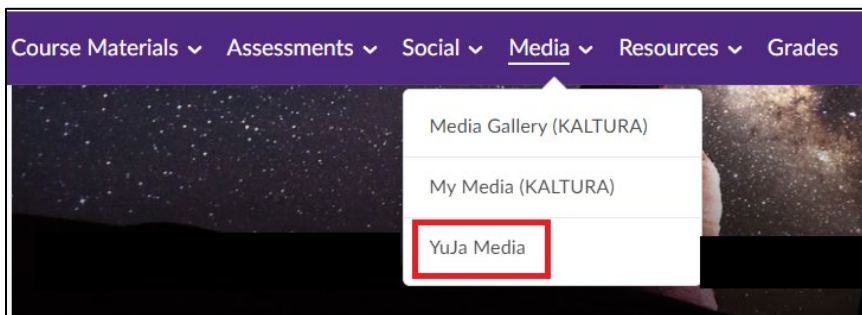 Course Materials Assessments Social Media Resources Grades
Media Gallery (KALTURA)
My Media (KALTURA)
YuJa Media